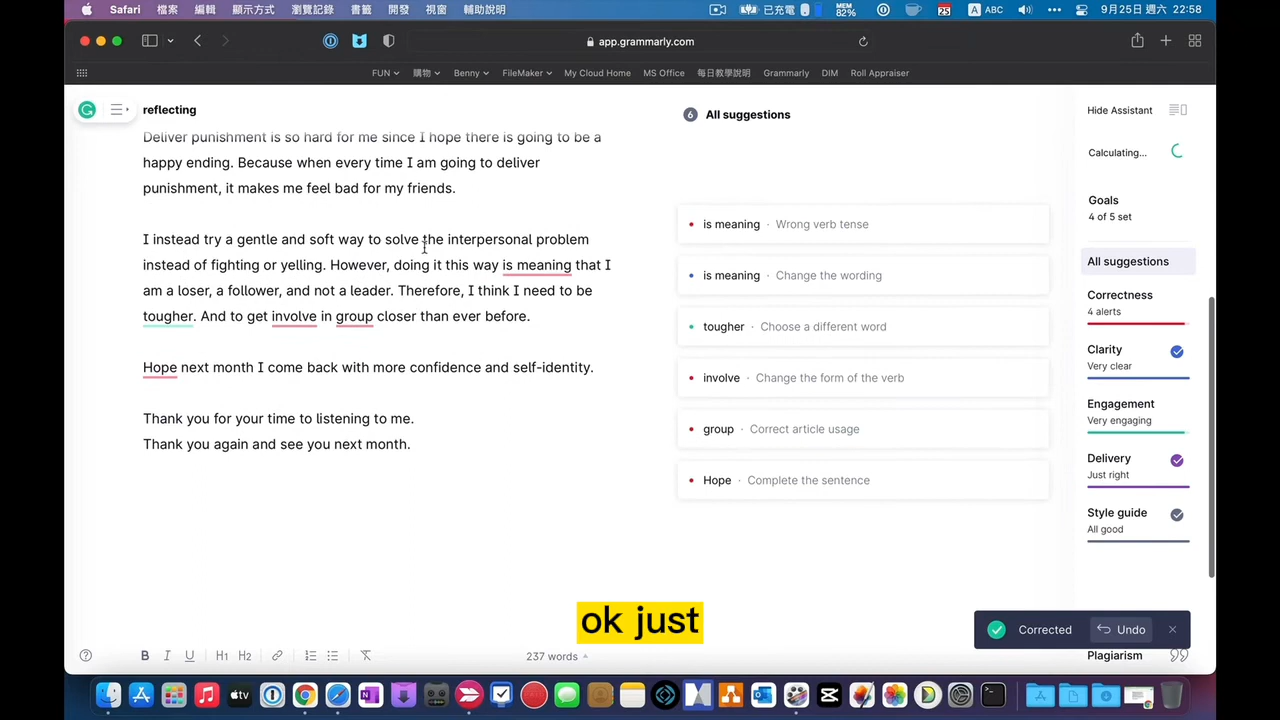 Safari 檔案 編輯 顯示方式 瀏覽記錄 書籤 開發 視窗 輔助說明 已充電 MEM 82% 25 A ABC 9月25日 週六 22:58
app.grammarly.com
FUN 購物 Benny FileMaker My Cloud Home MS Office 每日教學說明 Grammarly DIM Roll Appraiser
reflecting
Deliver punishment is so hard for me since I hope there is going to be a
happy ending. Because when every time I am going to deliver
punishment, it makes me feel bad for my friends.
I instead try a gentle and soft way to solve the interpersonal problem
instead of fighting or yelling. However, doing it this way is meaning that I
am a loser, a follower, and not a leader. Therefore, I think I need to be
tougher. And to get involve in group closer than ever before.
Hope next month I come back with more confidence and self-identity.
Thank you for your time to listening to me.
Thank you again and see you next month.
6 All suggestions
is meaning · Wrong verb tense
is meaning · Change the wording
tougher · Choose a different word
involve · Change the form of the verb
group · Correct article usage
Hope · Complete the sentence
Hide Assistant
Calculating...
Goals
4 of 5 set
All suggestions
Correctness
4 alerts
Clarity
Very clear
Engagement
Very engaging
Delivery
Just right
Style guide
All good
Corrected Undo
Plagiarism
B I U H1 H2
237 words
ok just
tv